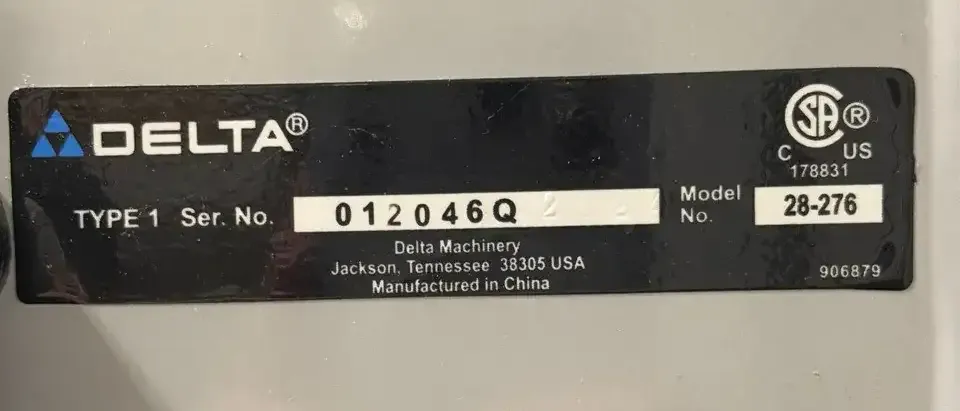 DELTA®
CSA®
C US
178831
TYPE 1 Ser. No. 012046Q
Model No. 28-276
Delta Machinery
Jackson, Tennessee 38305 USA
Manufactured in China
906879